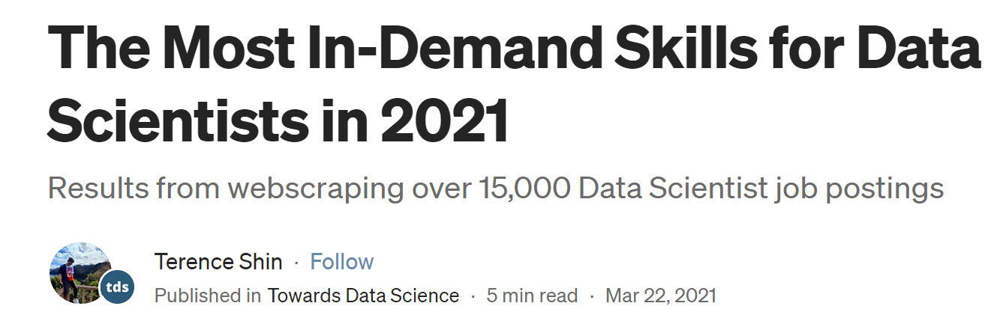 The Most In-Demand Skills for Data
Scientists in 2021
Results from webscraping over 15,000 Data Scientist job postings
Terence Shin · Follow
tds
Published in Towards Data Science · 5 min read · Mar 22, 2021